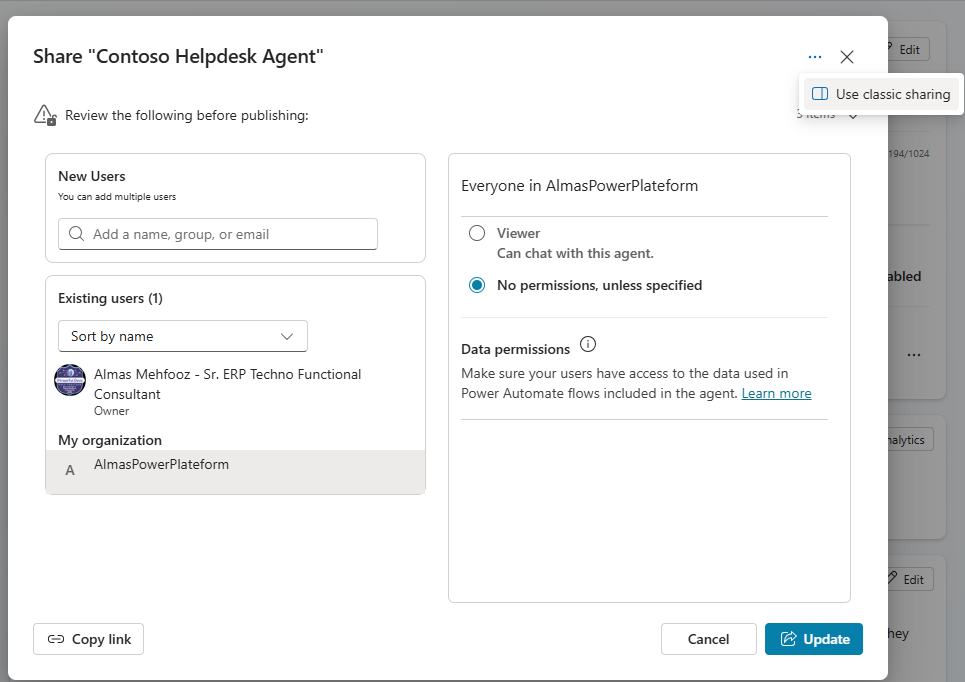 Share "Contoso Helpdesk Agent"
Edit
Use classic sharing
Review the following before publishing:
3 items
194/1024
New Users
You can add multiple users
Add a name, group, or email
Everyone in AlmasPowerPlateform
Viewer
Can chat with this agent.
No permissions, unless specified
abled
Existing users (1)
Sort by name
Data permissions
Make sure your users have access to the data used in
Power Automate flows included in the agent. Learn more
Almas Mehfooz - Sr. ERP Techno Functional
Consultant
Owner
My organization
A AlmasPowerPlateform
nalytics
Edit
hey
Copy link
Cancel
Update